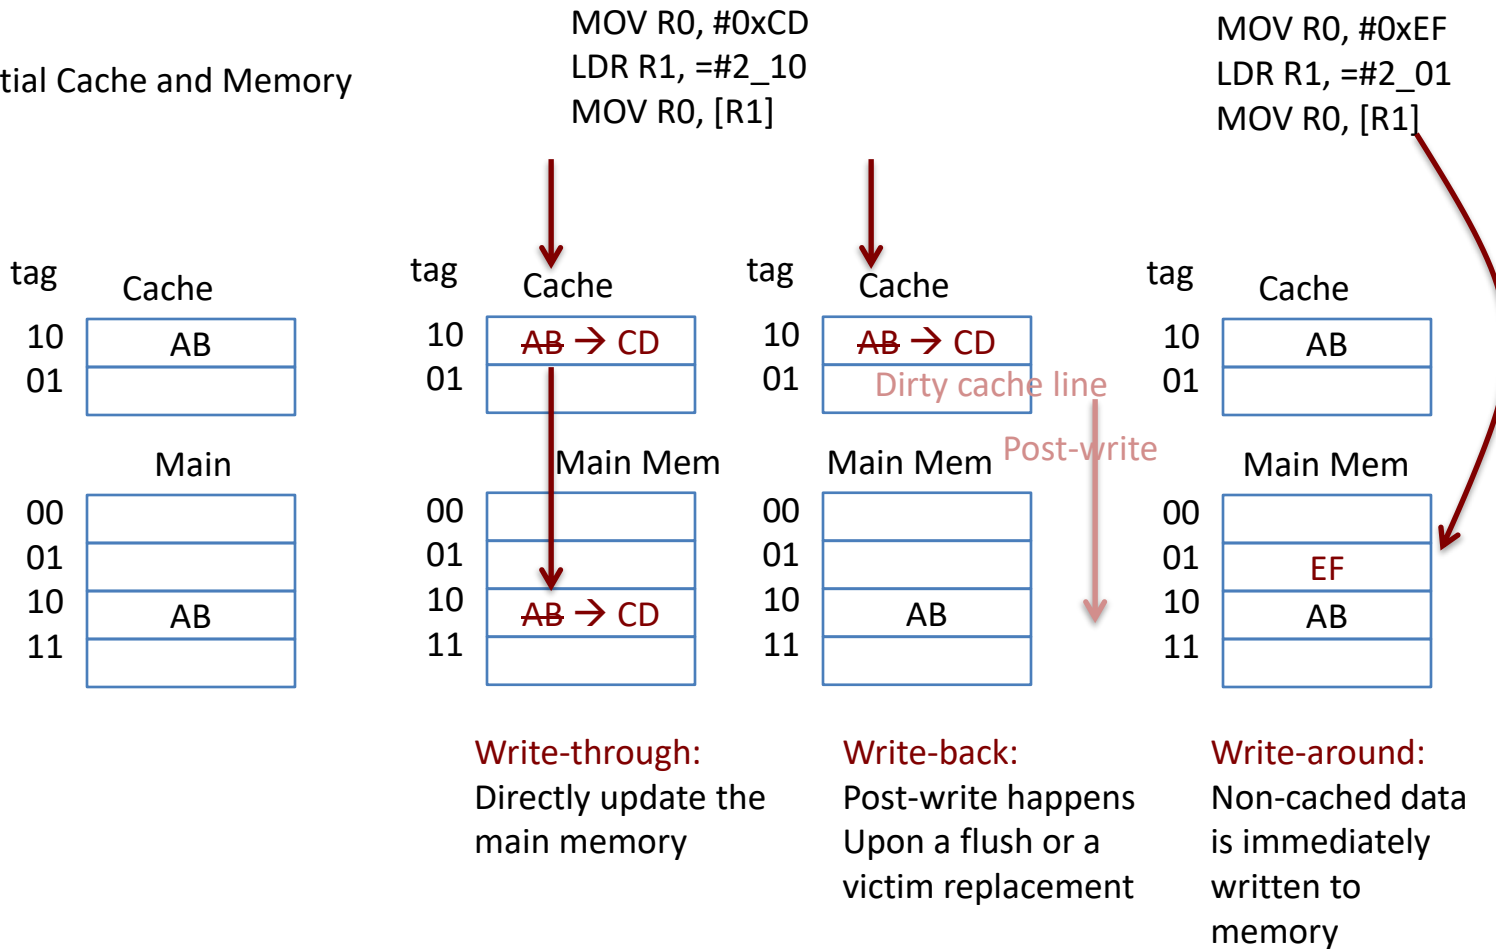 MOV R0, #0xCD
LDR R1, =#2_10
MOV R0, [R1]
MOV R0, #0xEF
LDR R1, =#2_01
MOV R0, [R1]
tial Cache and Memory
tag
Cache
10
AB
01
Main
00
01
10
AB
11
tag
Cache
10
AB → CD
01
Main Mem
00
01
10
AB → CD
11
Write-through:
Directly update the
main memory
tag
Cache
10
AB → CD
01
Dirty cache line
Post-write
Main Mem
00
01
10
AB
11
Write-back:
Post-write happens
Upon a flush or a
victim replacement
tag
Cache
10
AB
01
Main Mem
00
01
EF
10
AB
11
Write-around:
Non-cached data
is immediately
written to
memory